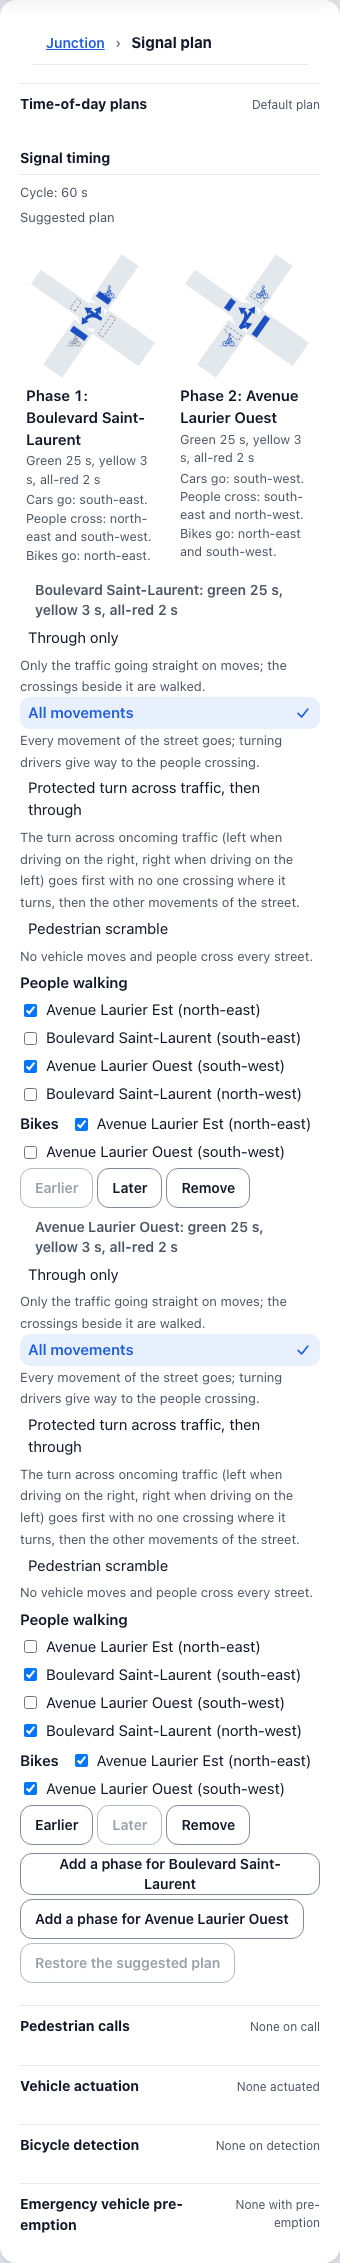 Junction › Signal plan
Time-of-day plans Default plan
Signal timing
Cycle: 60 s
Suggested plan
Phase 1:
Boulevard Saint-
Laurent
Green 25 s, yellow 3
s, all-red 2 s
Cars go: south-east.
People cross: north-
east and south-west.
Bikes go: north-east.
Phase 2: Avenue
Laurier Ouest
Green 25 s, yellow 3
s, all-red 2 s
Cars go: south-west.
People cross: south-
east and north-west.
Bikes go: north-east
and south-west.
Boulevard Saint-Laurent: green 25 s,
yellow 3 s, all-red 2 s
Through only
Only the traffic going straight on moves; the
crossings beside it are walked.
All movements
Every movement of the street goes; turning
drivers give way to the people crossing.
Protected turn across traffic, then
through
The turn across oncoming traffic (left when
driving on the right, right when driving on the
left) goes first with no one crossing where it
turns, then the other movements of the street.
Pedestrian scramble
No vehicle moves and people cross every street.
People walking
Avenue Laurier Est (north-east)
Boulevard Saint-Laurent (south-east)
Avenue Laurier Ouest (south-west)
Boulevard Saint-Laurent (north-west)
Bikes Avenue Laurier Est (north-east)
Avenue Laurier Ouest (south-west)
Earlier Later Remove
Avenue Laurier Ouest: green 25 s,
yellow 3 s, all-red 2 s
Through only
Only the traffic going straight on moves; the
crossings beside it are walked.
All movements
Every movement of the street goes; turning
drivers give way to the people crossing.
Protected turn across traffic, then
through
The turn across oncoming traffic (left when
driving on the right, right when driving on the
left) goes first with no one crossing where it
turns, then the other movements of the street.
Pedestrian scramble
No vehicle moves and people cross every street.
People walking
Avenue Laurier Est (north-east)
Boulevard Saint-Laurent (south-east)
Avenue Laurier Ouest (south-west)
Boulevard Saint-Laurent (north-west)
Bikes Avenue Laurier Est (north-east)
Avenue Laurier Ouest (south-west)
Earlier Later Remove
Add a phase for Boulevard Saint-
Laurent
Add a phase for Avenue Laurier Ouest
Restore the suggested plan
Pedestrian calls None on call
Vehicle actuation None actuated
Bicycle detection None on detection
Emergency vehicle pre-
emption
None with pre-
emption